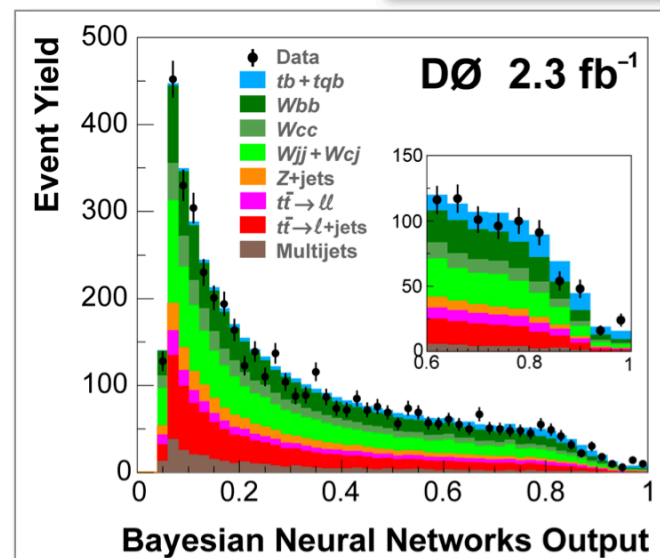 500
400
300
200
100
0
Event Yield
Data
tb+tqb
Wbb
Wcc
Wjj+Wcj
Z+jets
tt̄→ℓℓ
tt̄→ℓ+jets
Multijets
DØ 2.3 fb⁻¹
150
100
50
0
0.6 0.8 1
0 0.2 0.4 0.6 0.8 1
Bayesian Neural Networks Output